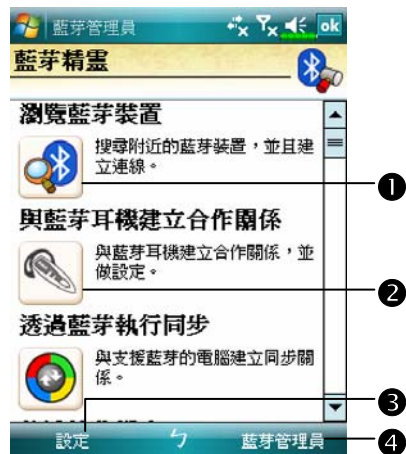 藍芽管理員 ok
藍芽精靈
瀏覽藍芽裝置
搜尋附近的藍芽裝置，並且建
立連線。
❶
與藍芽耳機建立合作關係
與藍芽耳機建立合作關係，並
做設定。
❷
透過藍芽執行同步
與支援藍芽的電腦建立同步關
係。
❸
設定 ㄅ 藍芽管理員
❹